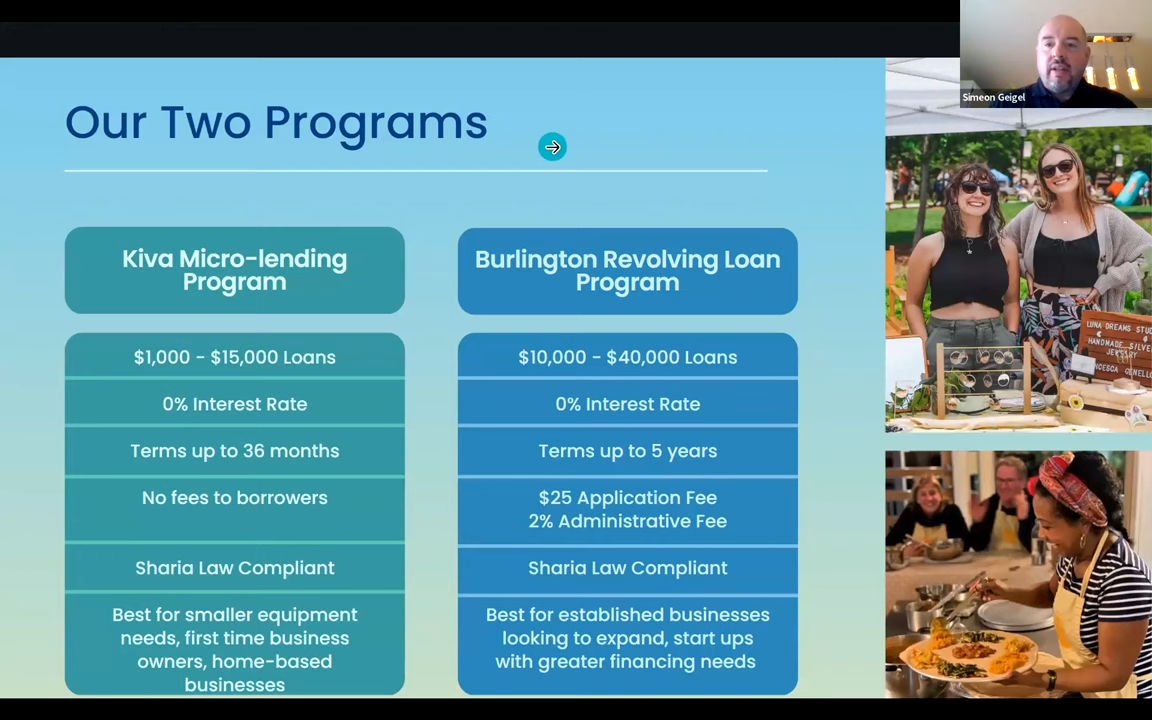 Simeon Geigel
Our Two Programs
Kiva Micro-lending
Program
$1,000 - $15,000 Loans
0% Interest Rate
Terms up to 36 months
No fees to borrowers
Sharia Law Compliant
Best for smaller equipment
needs, first time business
owners, home-based
businesses
Burlington Revolving Loan
Program
$10,000 - $40,000 Loans
0% Interest Rate
Terms up to 5 years
$25 Application Fee
2% Administrative Fee
Sharia Law Compliant
Best for established businesses
looking to expand, start ups
with greater financing needs
LUNA DREAMS STUD
HANDMADE SILVER
JEWELRY